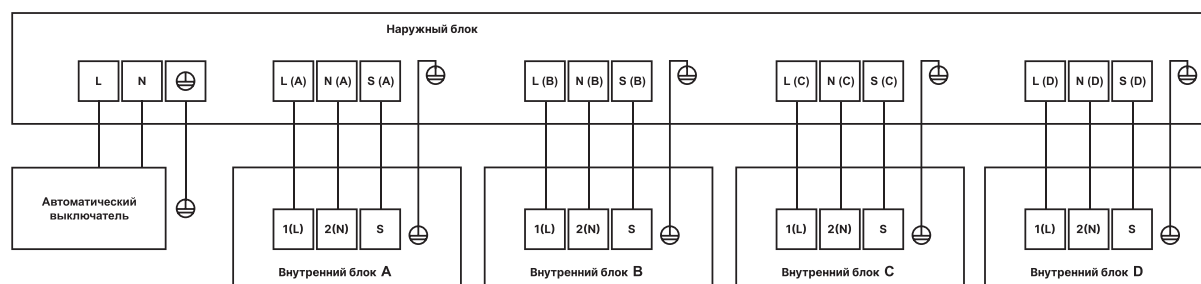 Наружный блок
L N L (A) N (A) S (A) L (B) N (B) S (B) L (C) N (C) S (C) L (D) N (D) S (D)
Автоматический
выключатель
1(L) 2(N) S 1(L) 2(N) S 1(L) 2(N) S 1(L) 2(N) S
Внутренний блок A Внутренний блок B Внутренний блок C Внутренний блок D